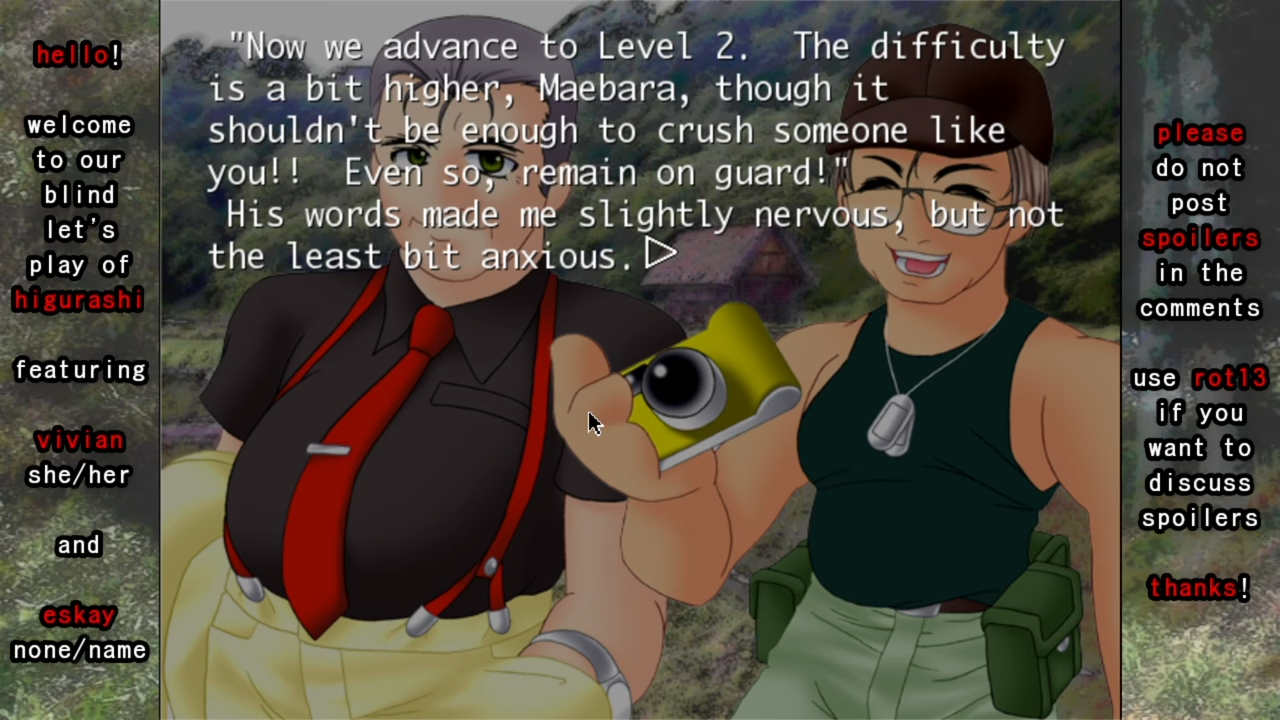 hello!
welcome
to our
blind
let's
play of
higurashi
featuring
vivian
she/her
and
eskay
none/name
"Now we advance to Level 2.  The difficulty
is a bit higher, Maebara, though it
shouldn't be enough to crush someone like
you!!  Even so, remain on guard!"
His words made me slightly nervous, but not
the least bit anxious.
please
do not
post
spoilers
in the
comments
use rot13
if you
want to
discuss
spoilers
thanks!